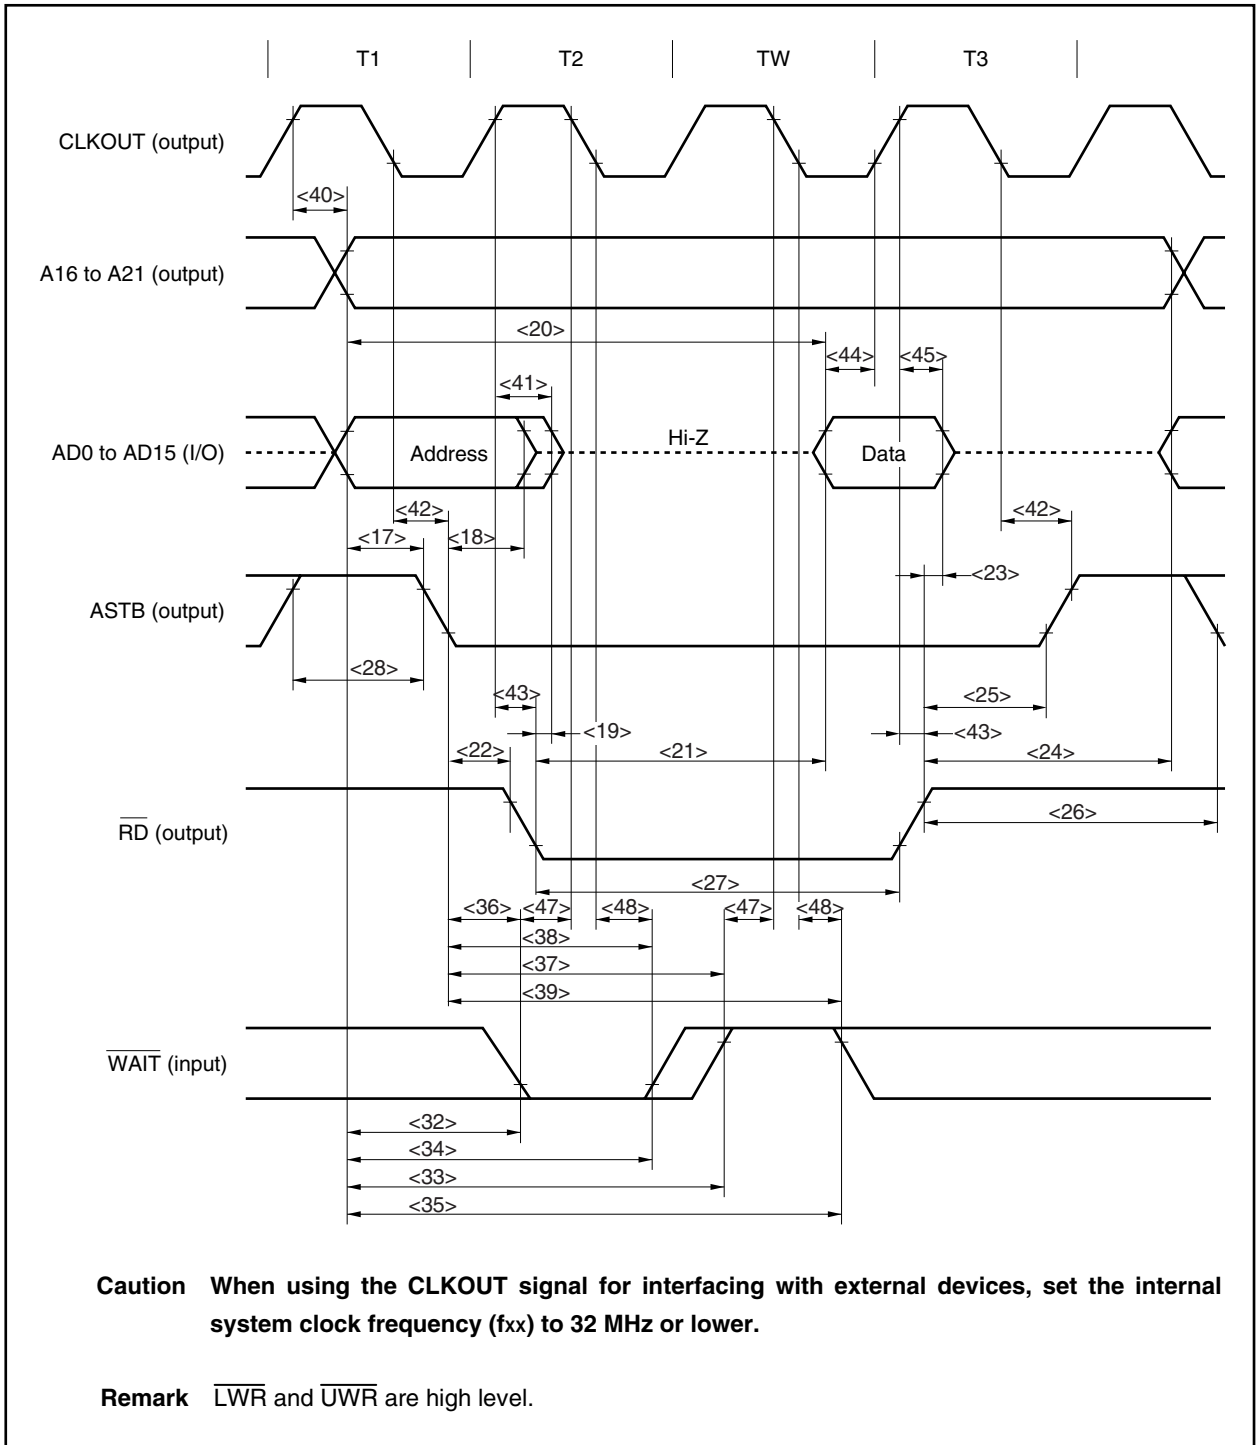 T1 T2 TW T3
CLKOUT (output)
<40>
A16 to A21 (output)
<20>
<44> <45>
<41>
AD0 to AD15 (I/O) Address Hi-Z Data
<42> <42>
<17> <18>
<23>
ASTB (output)
<28>
<43> <25>
<19> <43>
<22> <21> <24>
RD (output) <26>
<27>
<36> <47> <48> <47> <48>
<38>
<37>
<39>
WAIT (input)
<32>
<34>
<33>
<35>
Caution When using the CLKOUT signal for interfacing with external devices, set the internal
system clock frequency (fxx) to 32 MHz or lower.
Remark LWR and UWR are high level.